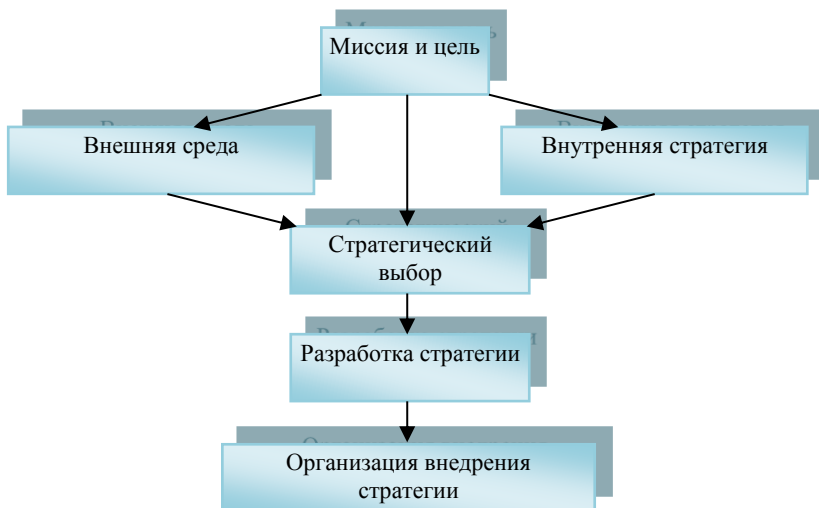 Миссия и цель
Внешняя среда
Внутренняя стратегия
Стратегический
выбор
Разработка стратегии
Организация внедрения
стратегии